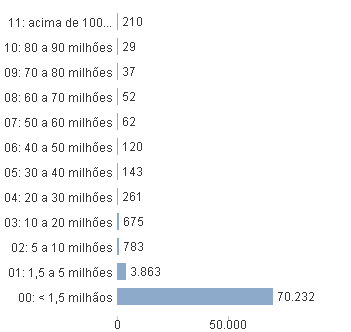 11: acima de 100... 210
10: 80 a 90 milhões 29
09: 70 a 80 milhões 37
08: 60 a 70 milhões 52
07: 50 a 60 milhões 62
06: 40 a 50 milhões 120
05: 30 a 40 milhões 143
04: 20 a 30 milhões 261
03: 10 a 20 milhões 675
02: 5 a 10 milhões 783
01: 1,5 a 5 milhões 3.863
00: < 1,5 milhãos 70.232
0 50.000